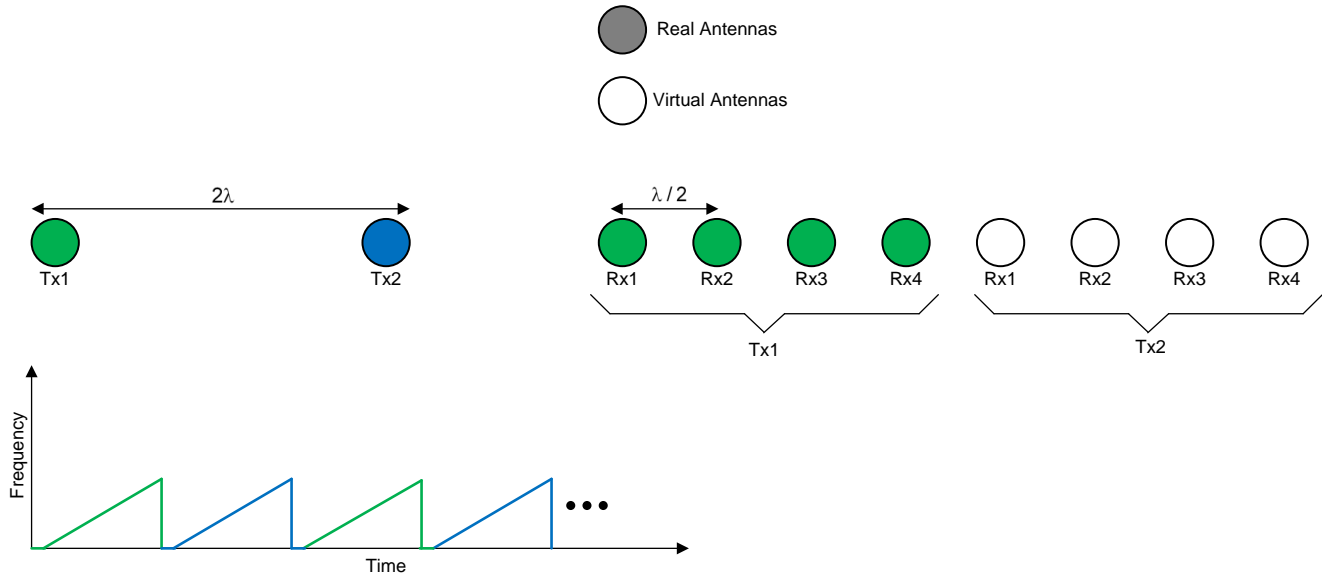 Real Antennas
Virtual Antennas
2λ
λ / 2
Tx1
Tx2
Rx1
Rx2
Rx3
Rx4
Rx1
Rx2
Rx3
Rx4
Tx1
Tx2
Frequency
Time